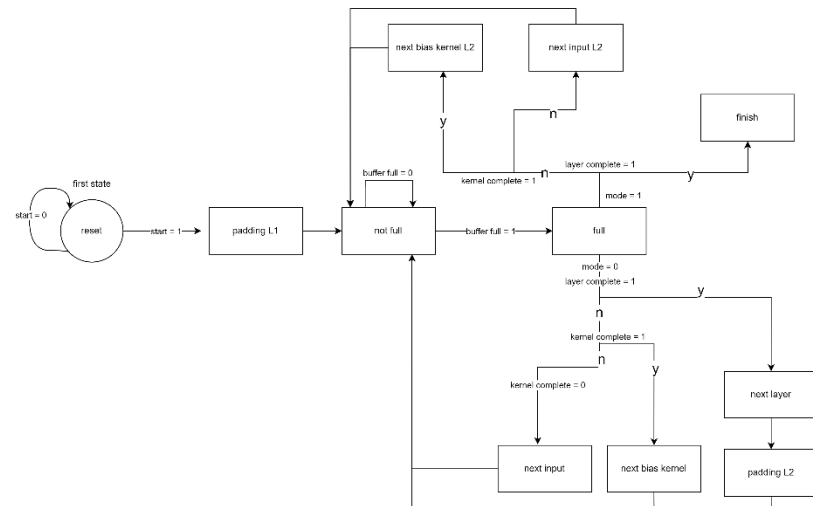 next bias kernel L2
next input L2
finish
y
n
layer complete = 1
kernel complete = 1
n
y
mode = 1
first state
start = 0
reset
start = 1
padding L1
buffer full = 0
not full
buffer full = 1
full
mode = 0
layer complete = 1
y
n
kernel complete = 1
n
y
kernel complete = 0
next layer
next input
next bias kernel
padding L2